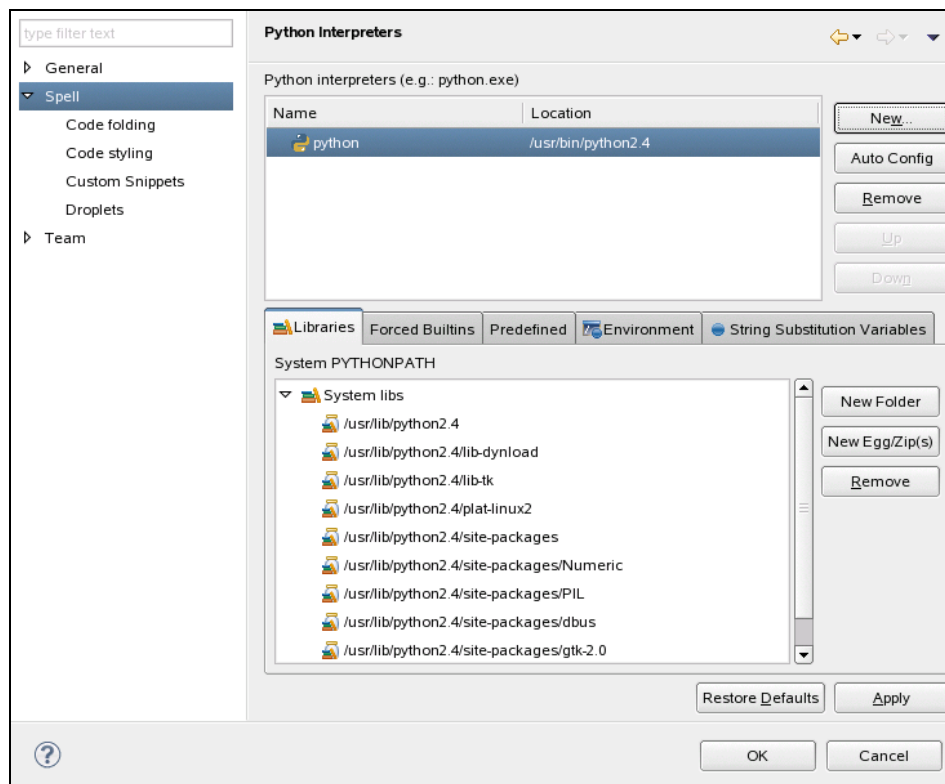 type filter text
General
Spell
Code folding
Code styling
Custom Snippets
Droplets
Team
Python Interpreters
Python interpreters (e.g.: python.exe)
Name Location
python /usr/bin/python2.4
New...
Auto Config
Remove
Up
Down
Libraries Forced Builtins Predefined Environment String Substitution Variables
System PYTHONPATH
System libs
/usr/lib/python2.4
/usr/lib/python2.4/lib-dynload
/usr/lib/python2.4/lib-tk
/usr/lib/python2.4/plat-linux2
/usr/lib/python2.4/site-packages
/usr/lib/python2.4/site-packages/Numeric
/usr/lib/python2.4/site-packages/PIL
/usr/lib/python2.4/site-packages/dbus
/usr/lib/python2.4/site-packages/gtk-2.0
New Folder
New Egg/Zip(s)
Remove
Restore Defaults Apply
OK Cancel